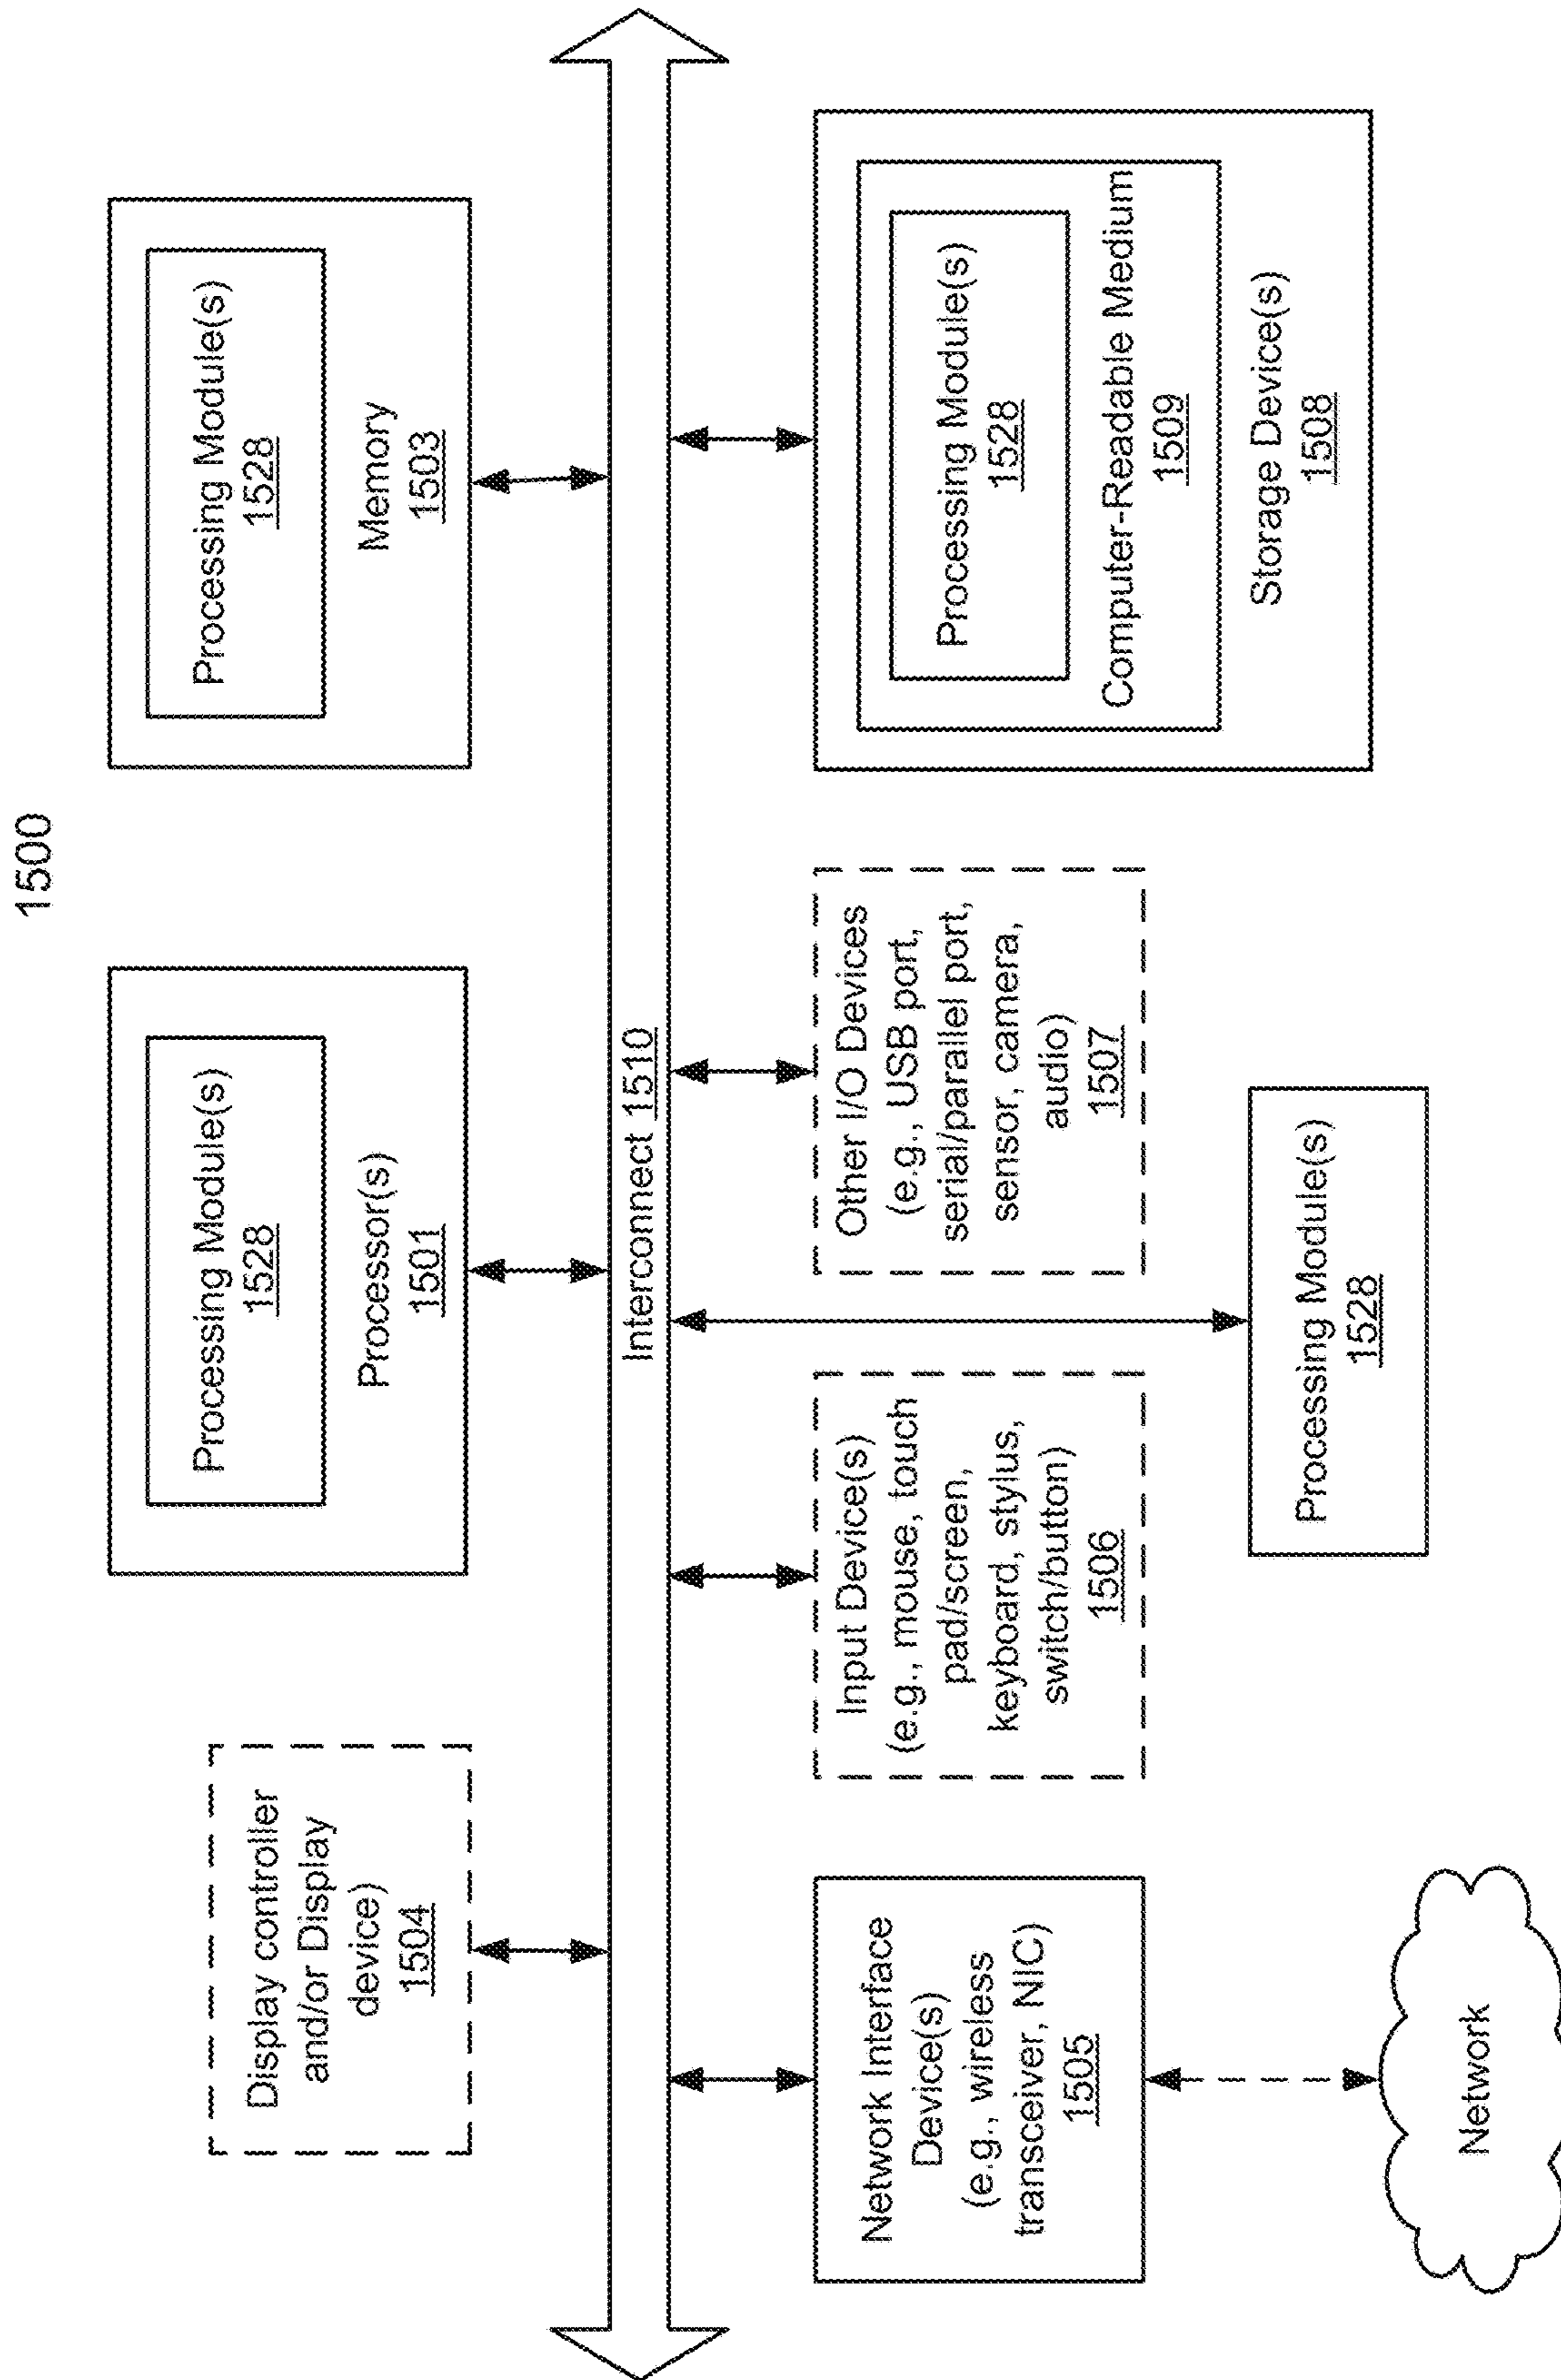 1500
Display controller
and/or Display
device)
1504
Processing Module(s)
1528
Processor(s)
1501
Processing Module(s)
1528
Memory
1503
Interconnect 1510
Network Interface
Device(s)
(e.g., wireless
transceiver, NIC)
1505
Input Device(s)
(e.g., mouse, touch
pad/screen,
keyboard, stylus,
switch/button)
1506
Other I/O Devices
(e.g., USB port,
serial/parallel port,
sensor, camera,
audio)
1507
Processing Module(s)
1528
Computer-Readable Medium
1509
Storage Device(s)
1508
Processing Module(s)
1528
Network